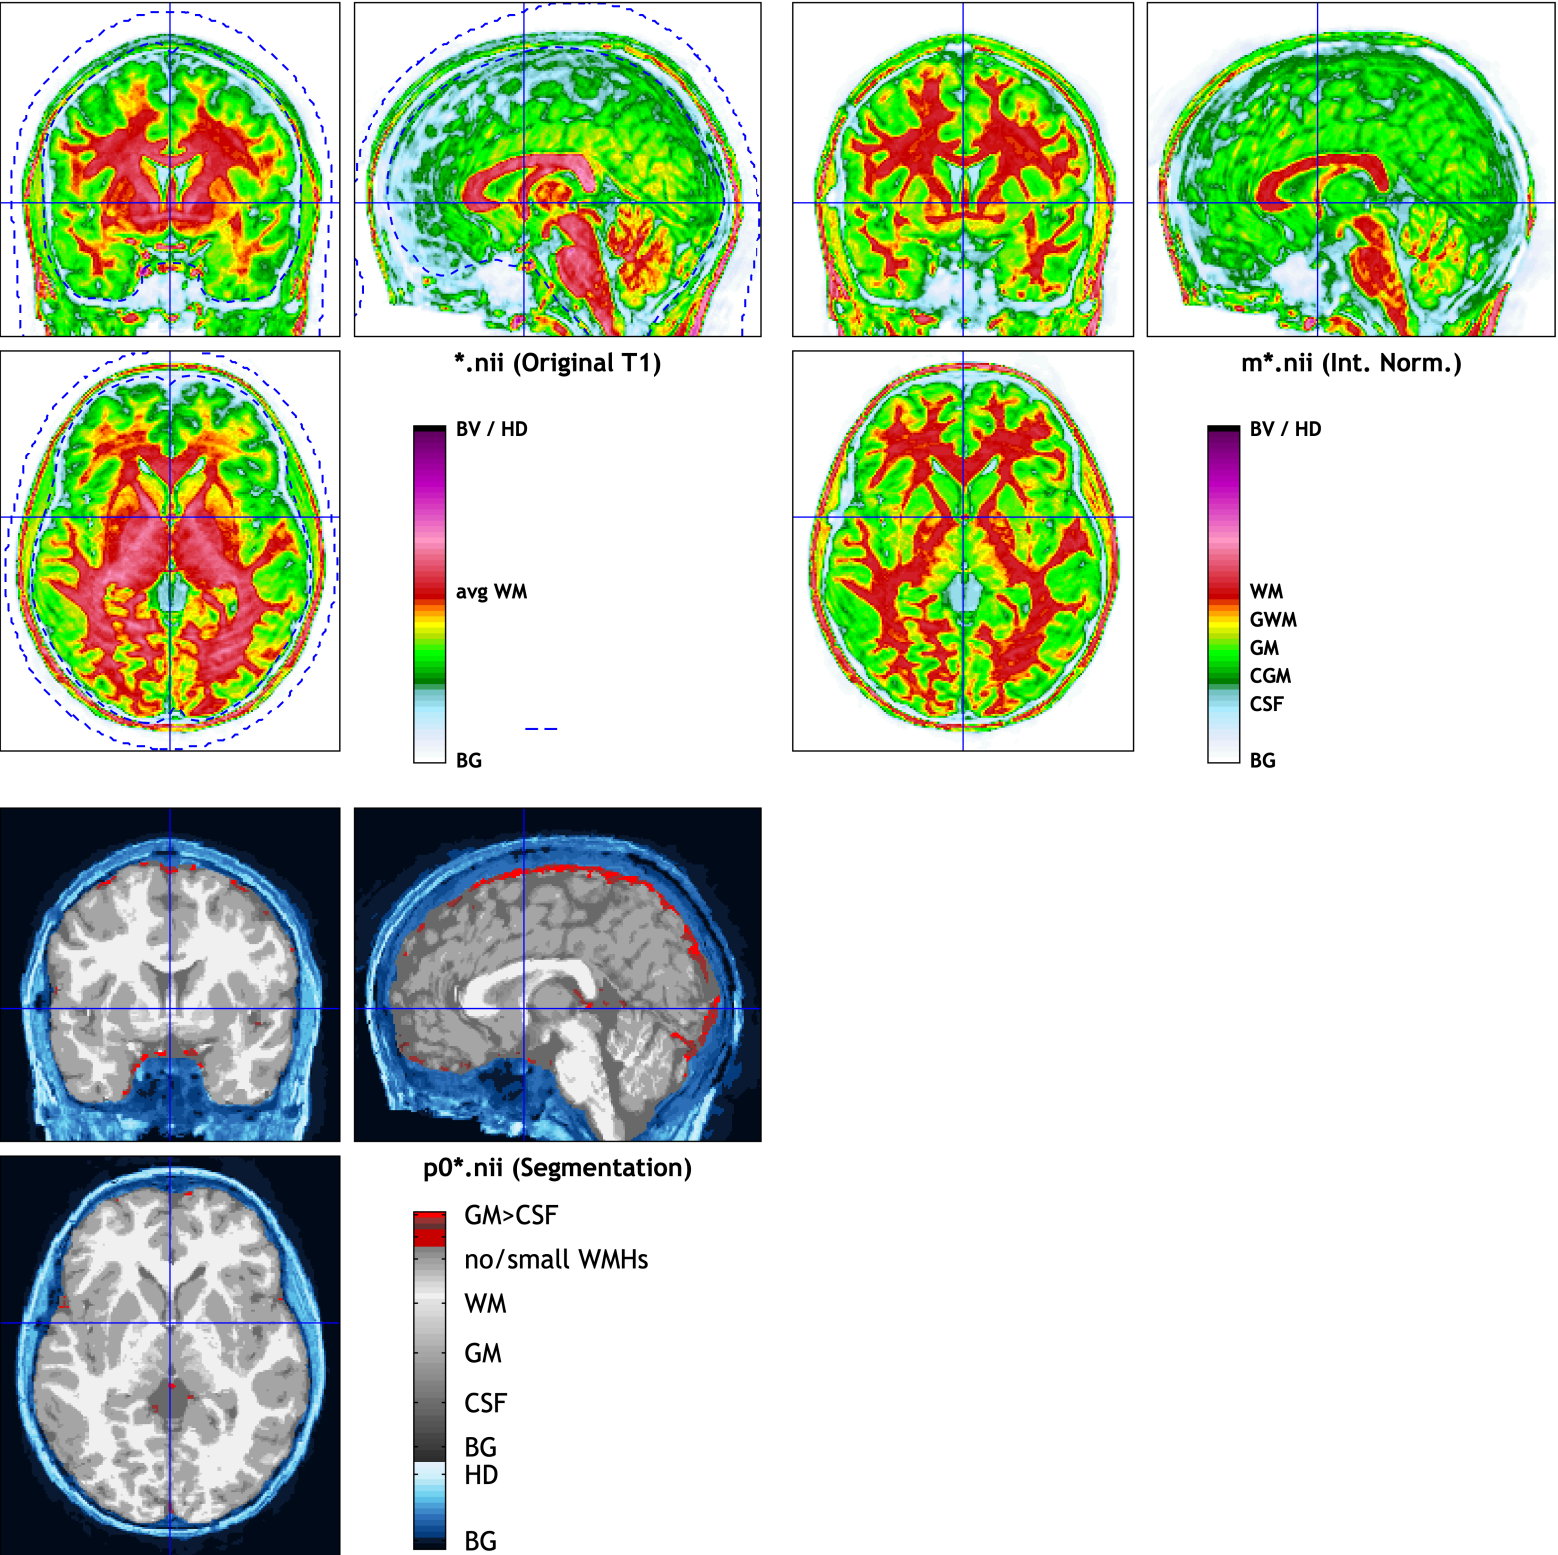 *.nii (Original T1)
BV / HD
avg WM
BG
m*.nii (Int. Norm.)
BV / HD
WM
GWM
GM
CGM
CSF
BG
p0*.nii (Segmentation)
GM>CSF
no/small WMHs
WM
GM
CSF
BG
HD
BG